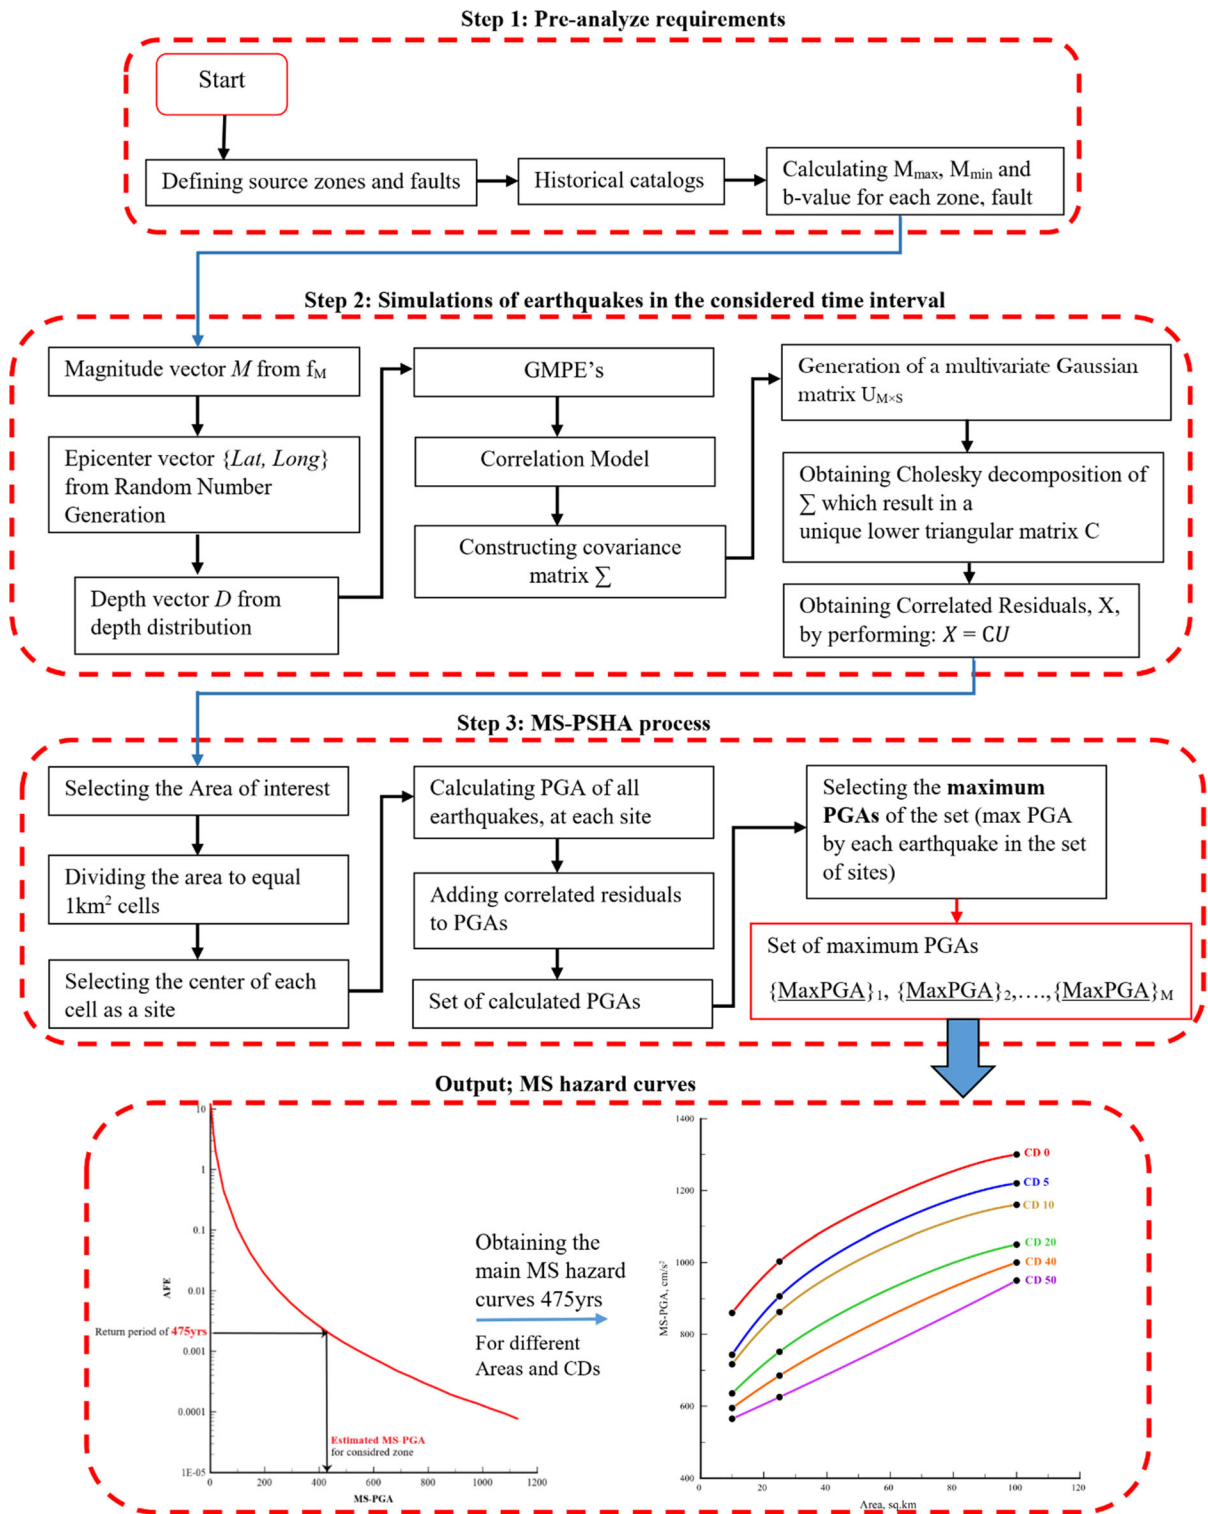 Step 1: Pre-analyze requirements
Start
Defining source zones and faults
Historical catalogs
Calculating Mmax, Mmin and
b-value for each zone, fault
Step 2: Simulations of earthquakes in the considered time interval
Magnitude vector M from fM
Epicenter vector {Lat, Long}
from Random Number
Generation
Depth vector D from
depth distribution
GMPE's
Correlation Model
Constructing covariance
matrix ∑
Generation of a multivariate Gaussian
matrix UM×S
Obtaining Cholesky decomposition of
∑ which result in a
unique lower triangular matrix C
Obtaining Correlated Residuals, X,
by performing: X = CU
Step 3: MS-PSHA process
Selecting the Area of interest
Dividing the area to equal
1km² cells
Selecting the center of each
cell as a site
Calculating PGA of all
earthquakes, at each site
Adding correlated residuals
to PGAs
Set of calculated PGAs
Selecting the maximum
PGAs of the set (max PGA
by each earthquake in the set
of sites)
Set of maximum PGAs
{MaxPGA}1, {MaxPGA}2,….,{MaxPGA}M
Output; MS hazard curves
10
1
0.1
0.01
0.001
0.0001
1E-05
AFE
Return period of 475yrs
Estimated MS-PGA
for considred zone
0
200
400
600
800
1000
1200
MS-PGA
Obtaining the
main MS hazard
curves 475yrs
For different
Areas and CDs
1400
1200
1000
800
600
400
MS-PGA, cm/s²
CD 0
CD 5
CD 10
CD 20
CD 40
CD 50
0
20
40
60
80
100
120
Area, sq.km